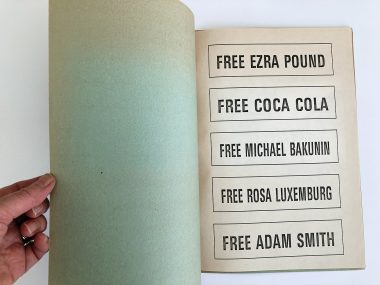 FREE EZRA POUND
FREE COCA COLA
FREE MICHAEL BAKUNIN
FREE ROSA LUXEMBURG
FREE ADAM SMITH